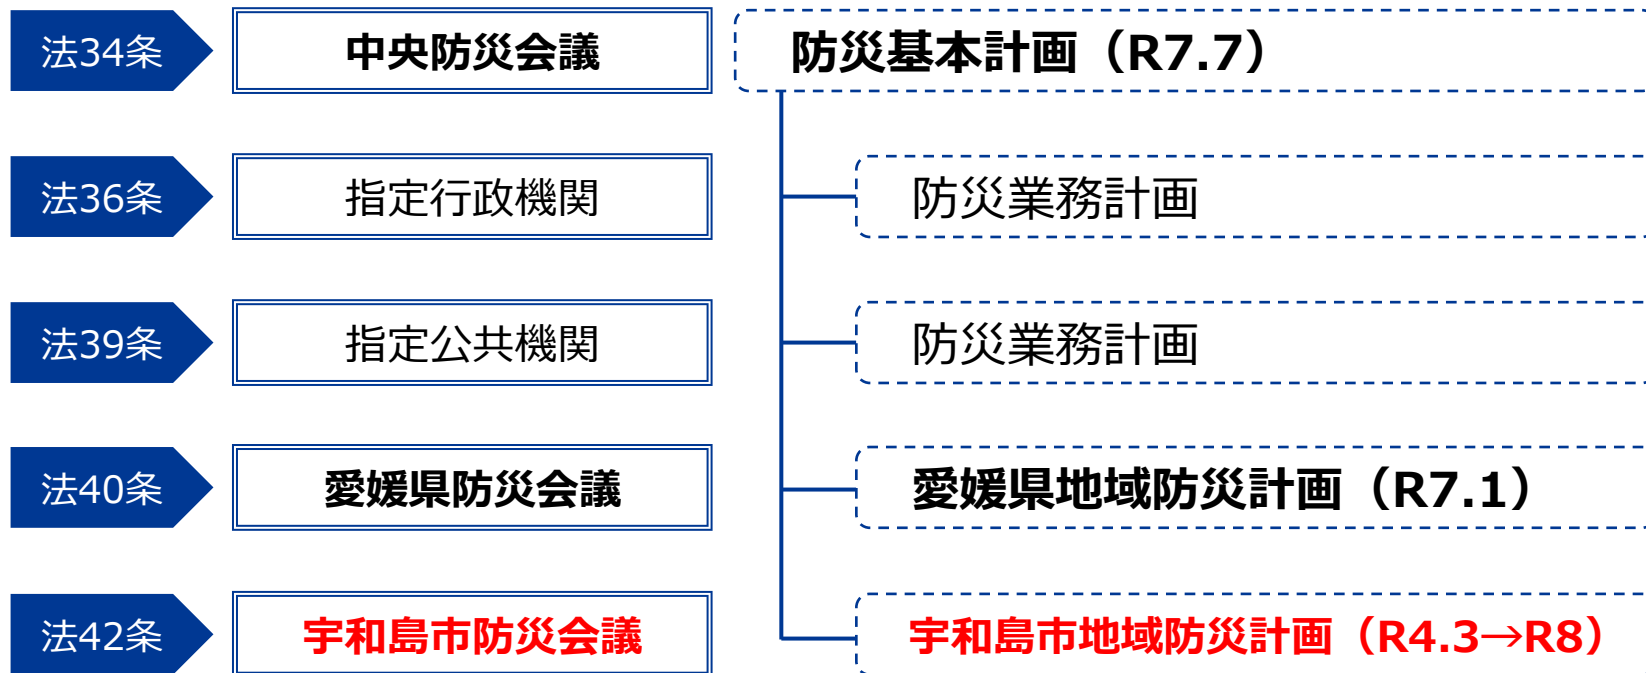 法34条 中央防災会議 防災基本計画（R7.7）
法36条 指定行政機関 防災業務計画
法39条 指定公共機関 防災業務計画
法40条 愛媛県防災会議 愛媛県地域防災計画（R7.1）
法42条 宇和島市防災会議 宇和島市地域防災計画（R4.3→R8）